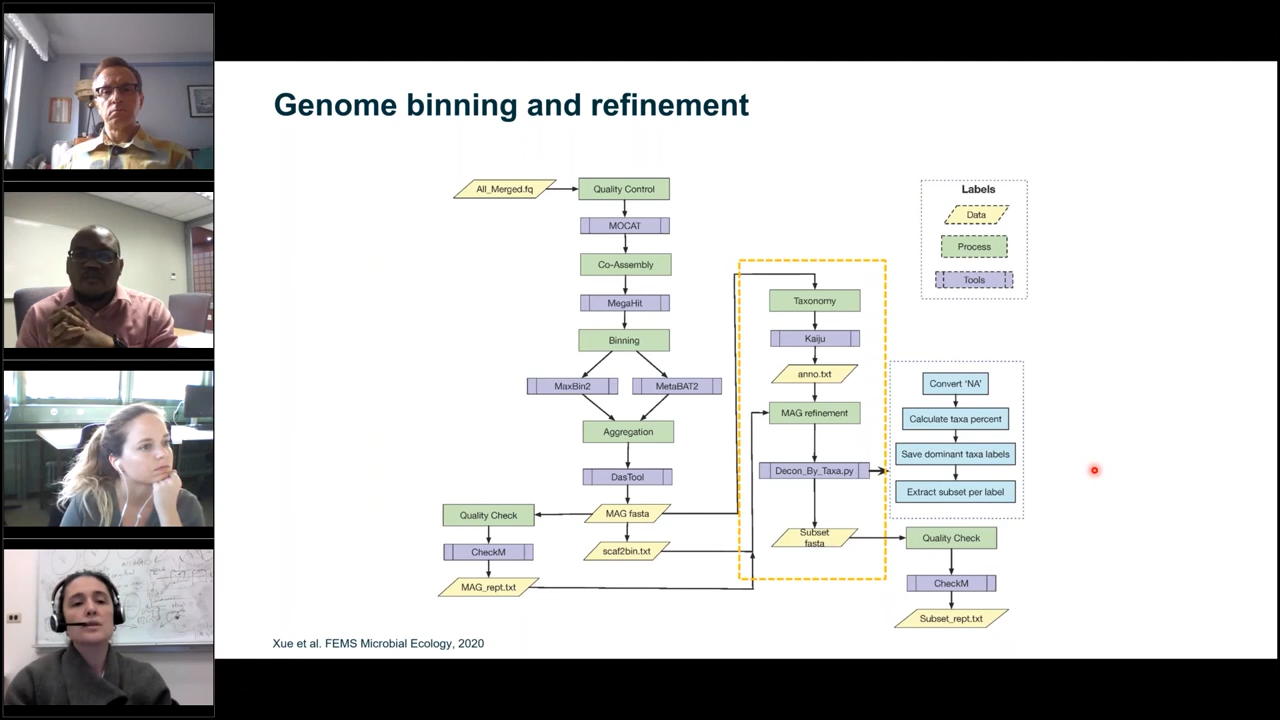 Genome binning and refinement
All_Merged.fq
Quality Control
MOCAT
Co-Assembly
MegaHit
Binning
MaxBin2
MetaBAT2
Aggregation
DasTool
MAG fasta
scaf2bin.txt
Quality Check
CheckM
MAG_rept.txt
Taxonomy
Kaiju
anno.txt
MAG refinement
Decon_By_Taxa.py
Subset
fasta
Labels
Data
Process
Tools
Convert ‘NA’
Calculate taxa percent
Save dominant taxa labels
Extract subset per label
Quality Check
CheckM
Subset_rept.txt
Xue et al. FEMS Microbial Ecology, 2020